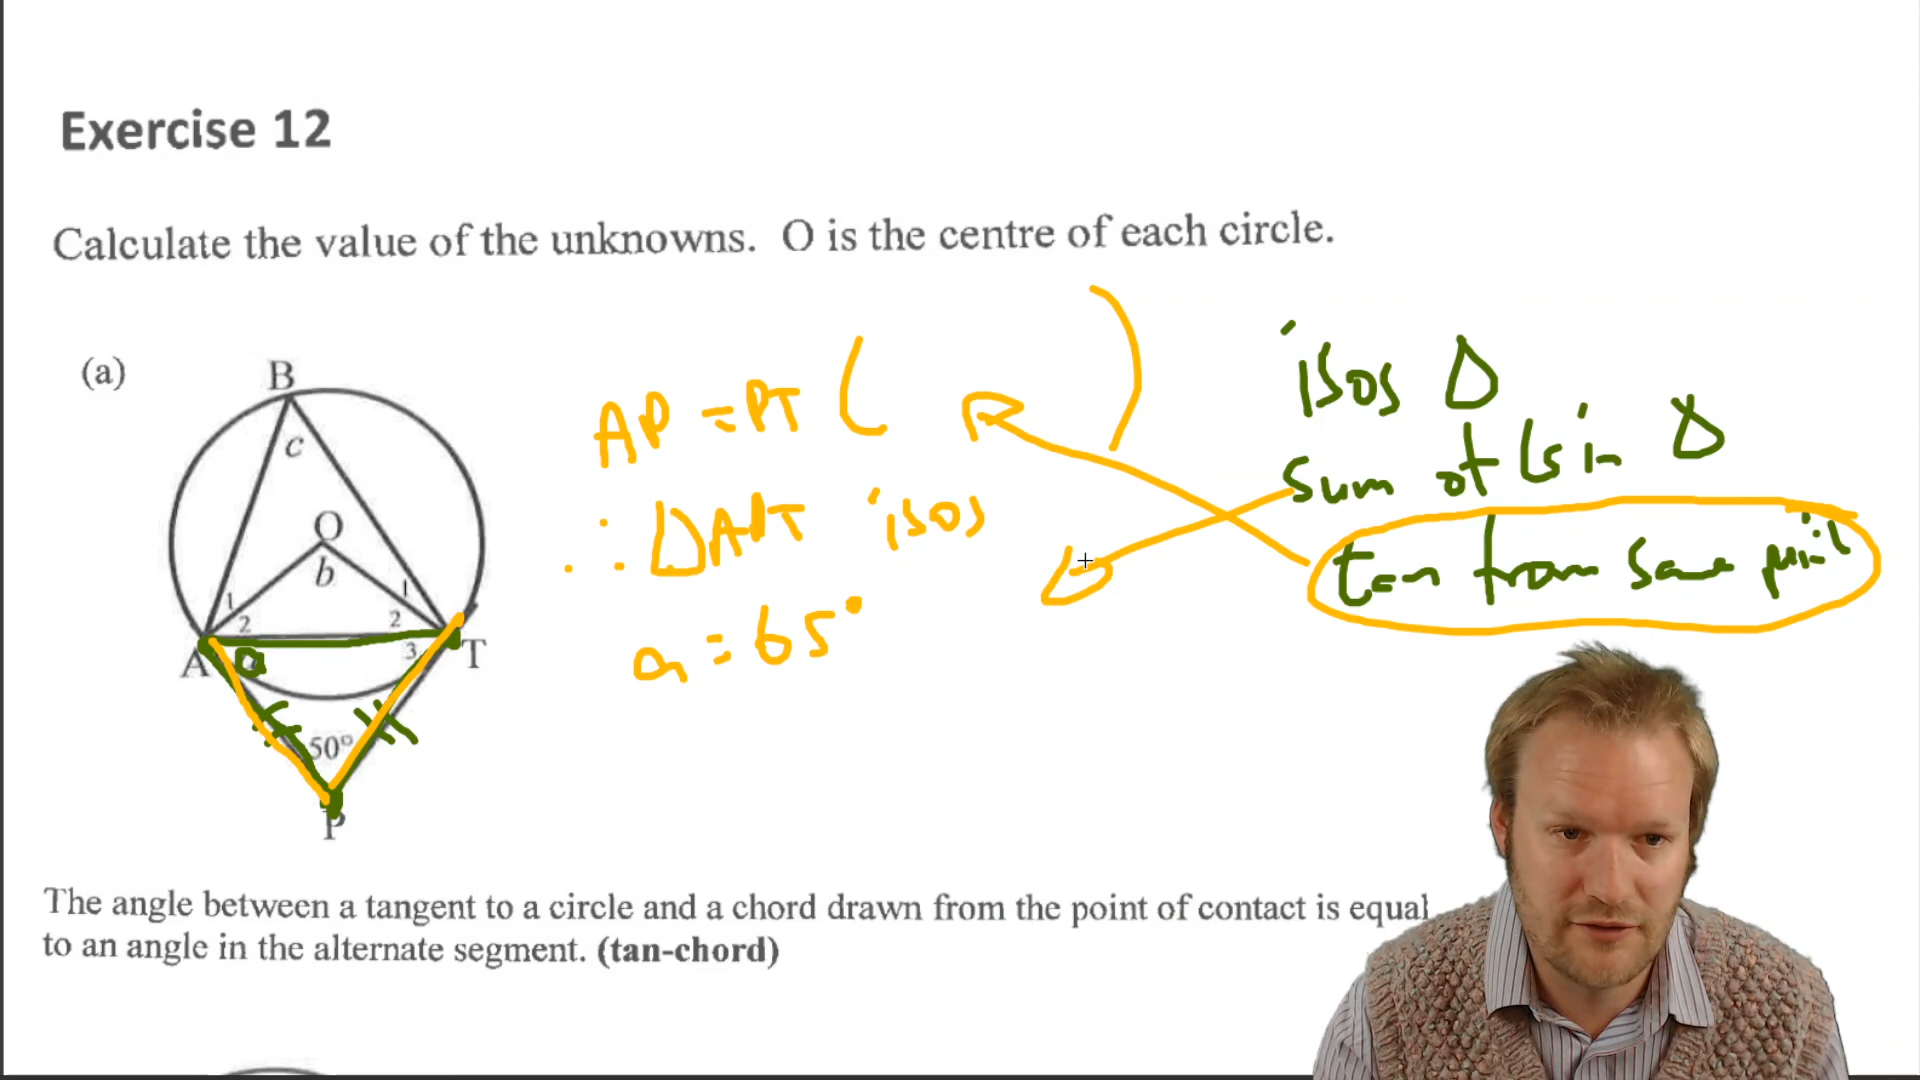 Exercise 12
Calculate the value of the unknowns. O is the centre of each circle.
(a)
B
c
O
b
1
1
2
2
A
a
3
T
50°
P
AP = PT (
)
∴ △APT isos
a = 65°
isos △
sum of ∠s in △
tan from same point
The angle between a tangent to a circle and a chord drawn from the point of contact is equal
to an angle in the alternate segment. (tan-chord)